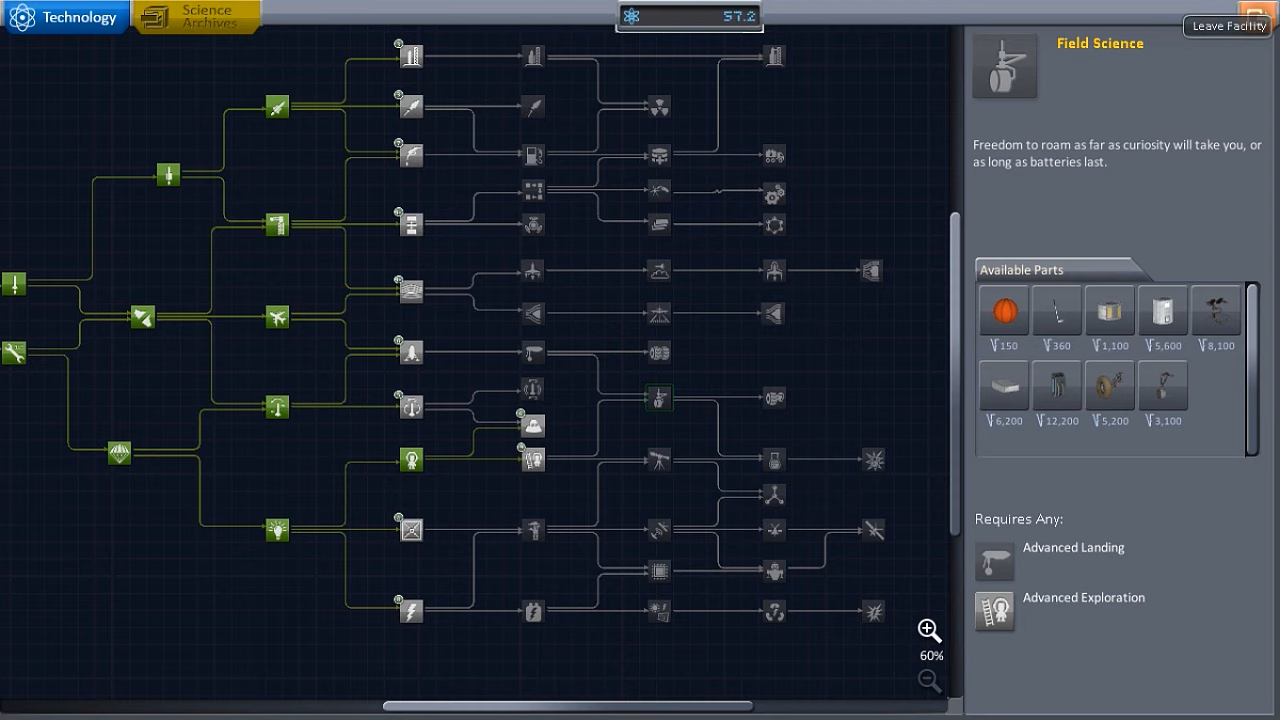 Technology
Science
Archives
57.2
Leave Facility
Field Science
Freedom to roam as far as curiosity will take you, or
as long as batteries last.
Available Parts
150
360
1,100
5,600
8,100
6,200
12,200
5,200
3,100
Requires Any:
Advanced Landing
Advanced Exploration
60%